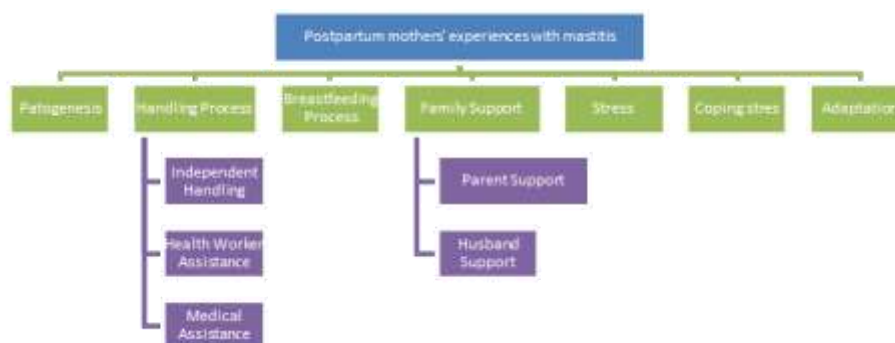 Postpartum mothers' experiences with mastitis
Patogenesis
Handling Process
Breastfeeding
Process
Family Support
Stress
Coping stres
Adaptation
Independent
Handling
Health Worker
Assistance
Medical
Assistance
Parent Support
Husband
Support